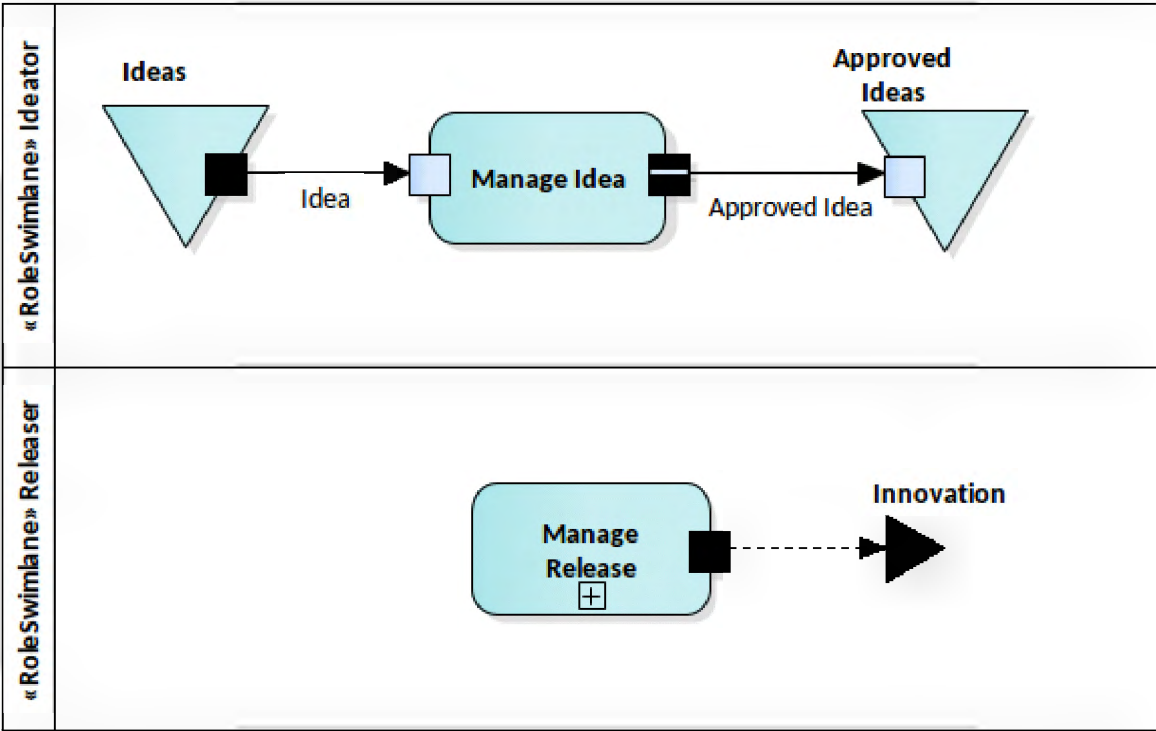 «RoleSwimlane» Ideator
Ideas
Idea
Manage Idea
Approved Idea
Approved
Ideas
«RoleSwimlane» Releaser
Manage
Release
Innovation